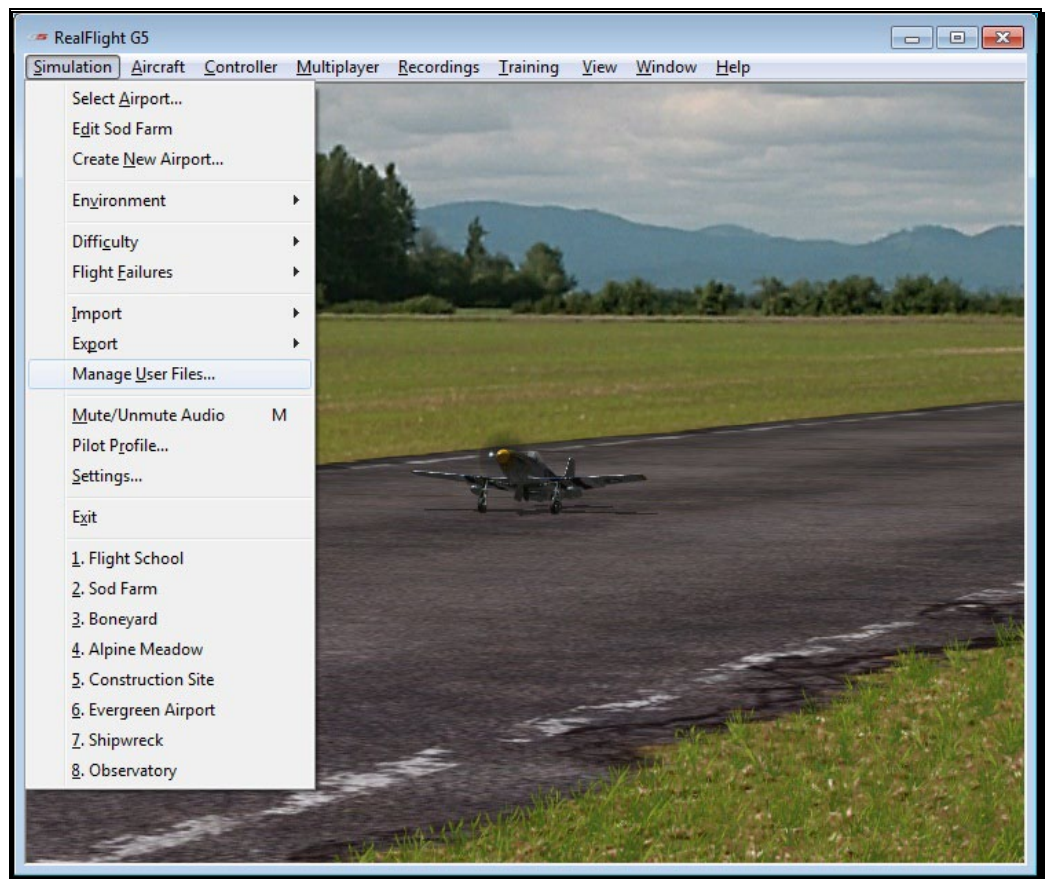 RealFlight G5
Simulation Aircraft Controller Multiplayer Recordings Training View Window Help
Select Airport...
Edit Sod Farm
Create New Airport...
Environment
Difficulty
Flight Failures
Import
Export
Manage User Files...
Mute/Unmute Audio M
Pilot Profile...
Settings...
Exit
1. Flight School
2. Sod Farm
3. Boneyard
4. Alpine Meadow
5. Construction Site
6. Evergreen Airport
7. Shipwreck
8. Observatory